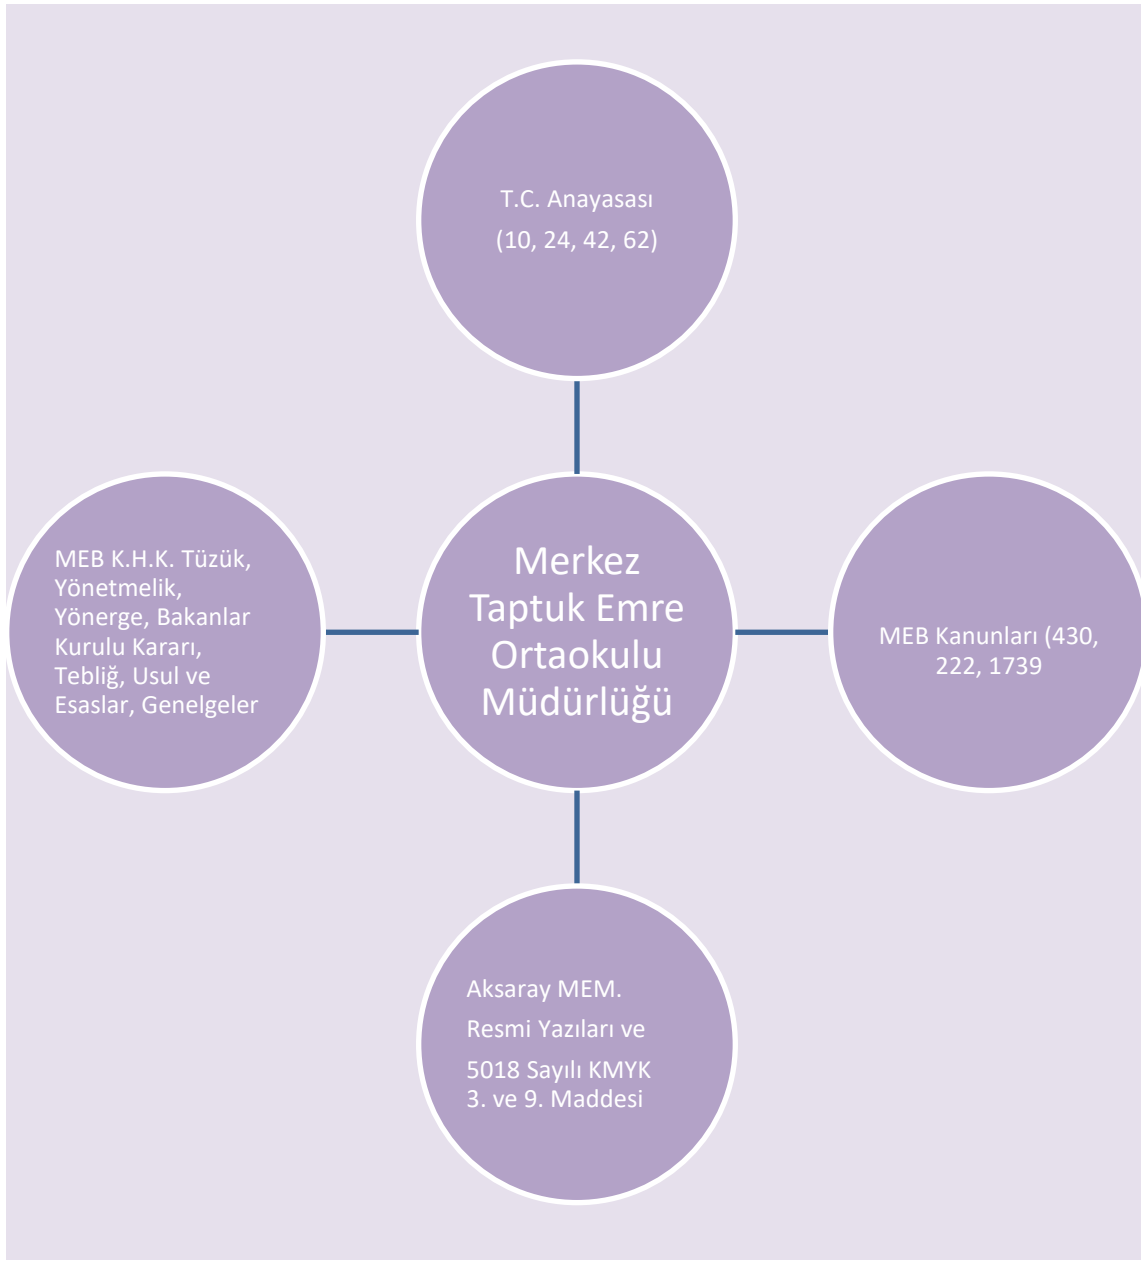 T.C. Anayasası
(10, 24, 42, 62)
MEB K.H.K. Tüzük,
Yönetmelik,
Yönerge, Bakanlar
Kurulu Kararı,
Tebliğ, Usul ve
Esaslar, Genelgeler
Merkez
Taptuk Emre
Ortaokulu
Müdürlüğü
MEB Kanunları (430,
222, 1739
Aksaray MEM.
Resmi Yazıları ve
5018 Sayılı KMYK
3. ve 9. Maddesi